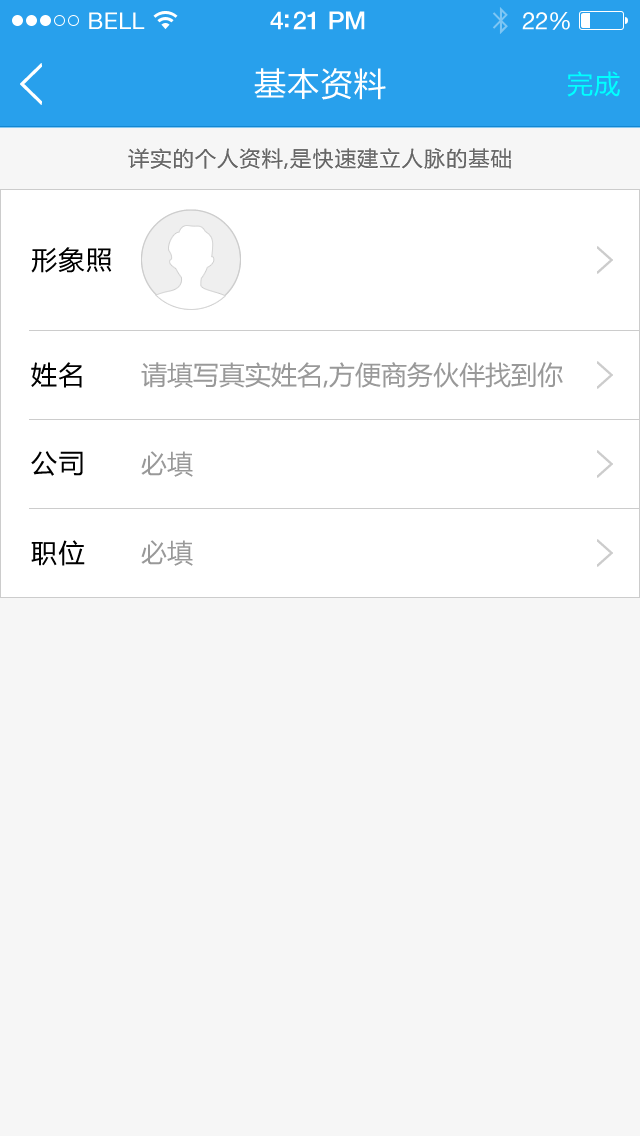 BELL 4:21 PM 22%
基本资料 完成
详实的个人资料,是快速建立人脉的基础
形象照
姓名 请填写真实姓名,方便商务伙伴找到你
公司 必填
职位 必填